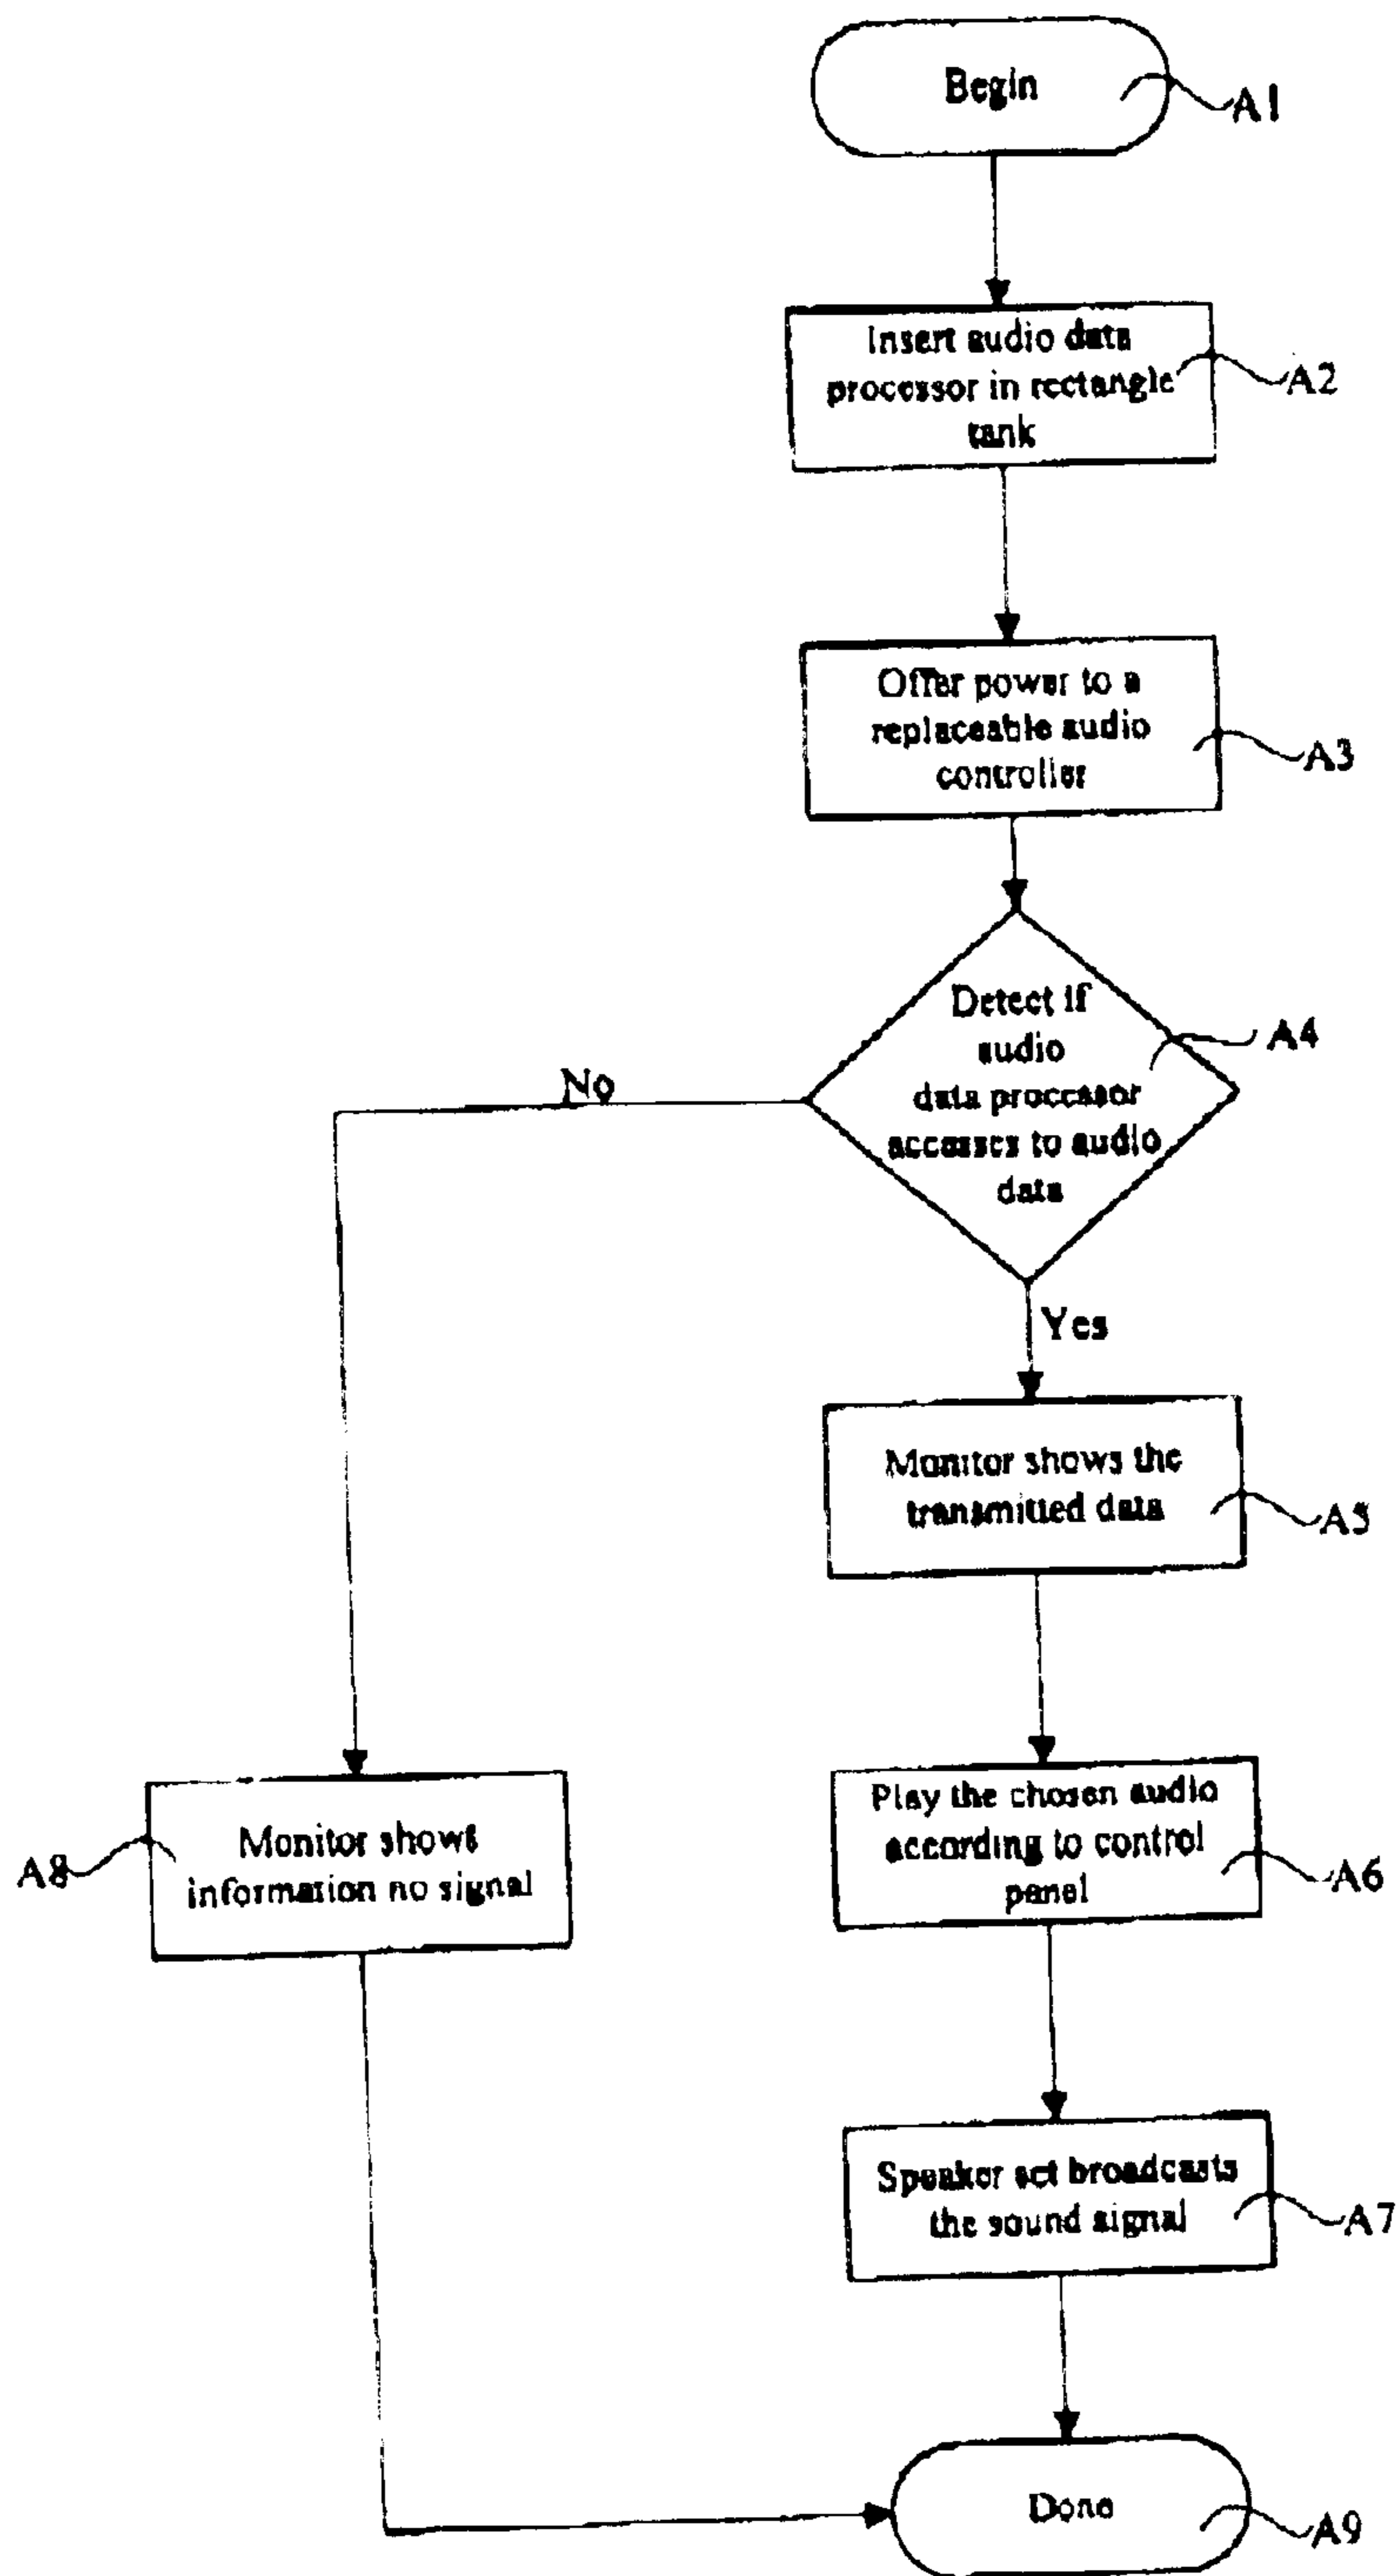 Begin
A1
Insert audio data
processor in rectangle
tank
A2
Offer power to a
replaceable audio
controller
A3
Detect if
audio
data processor
accesses to audio
data
A4
No
Yes
Monitor shows the
transmitted data
A5
Play the chosen audio
according to control
panel
A6
Monitor shows
information no signal
A8
Speaker set broadcasts
the sound signal
A7
Done
A9